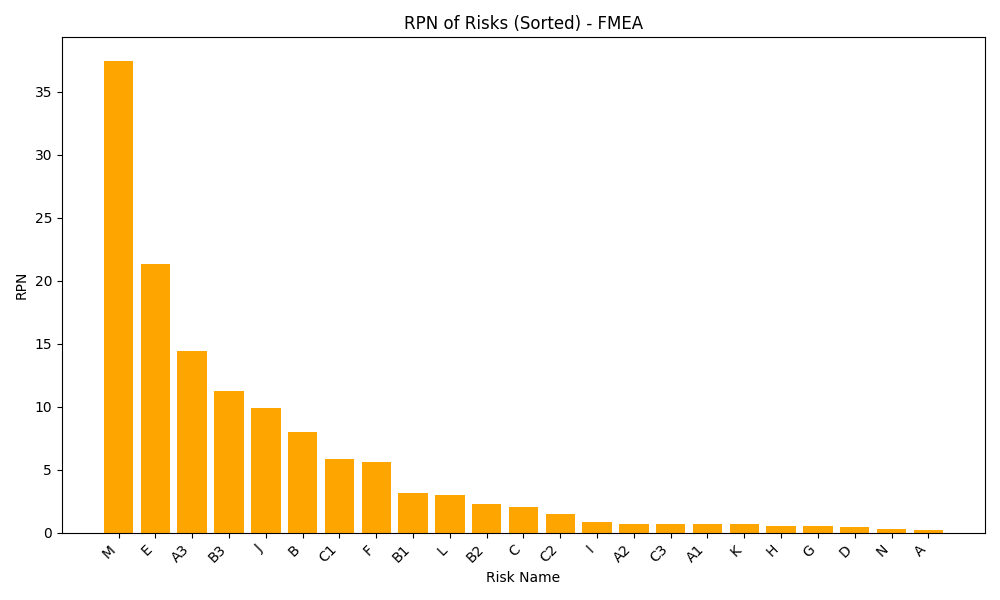 RPN of Risks (Sorted) - FMEA
35
30
25
20
15
10
5
0
RPN
M E A3 B3 J B C1 F B1 L B2 C C2 I A2 C3 A1 K H G D N A
Risk Name